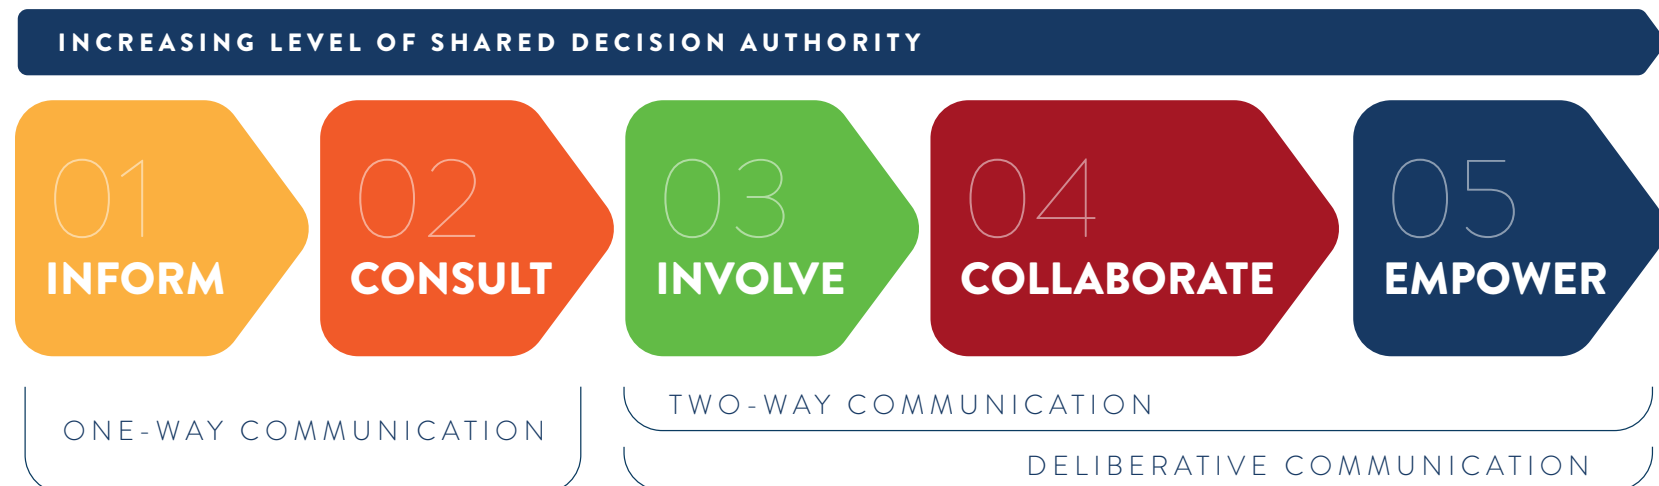 INCREASING LEVEL OF SHARED DECISION AUTHORITY
01
INFORM
02
CONSULT
03
INVOLVE
04
COLLABORATE
05
EMPOWER
ONE-WAY COMMUNICATION
TWO-WAY COMMUNICATION
DELIBERATIVE COMMUNICATION